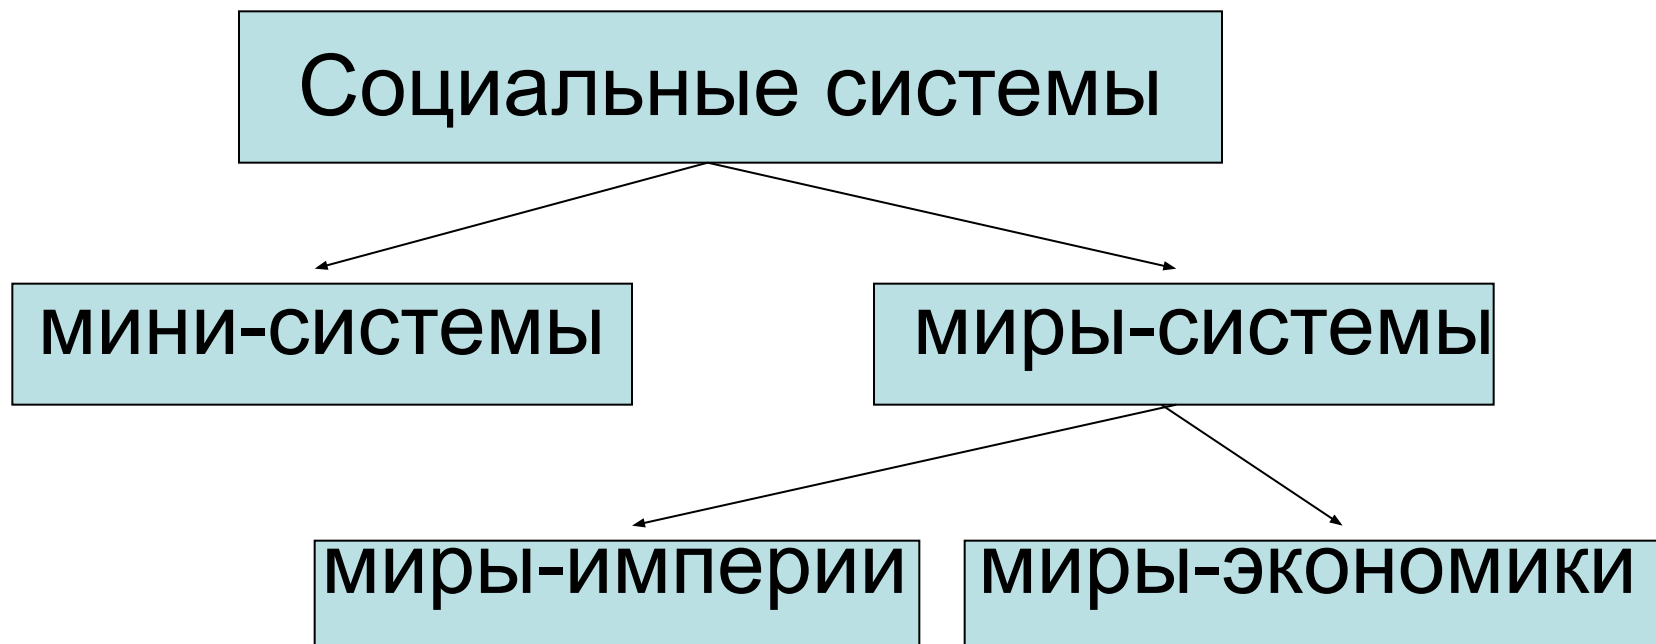 Социальные системы
мини-системы
миры-системы
миры-империи
миры-экономики